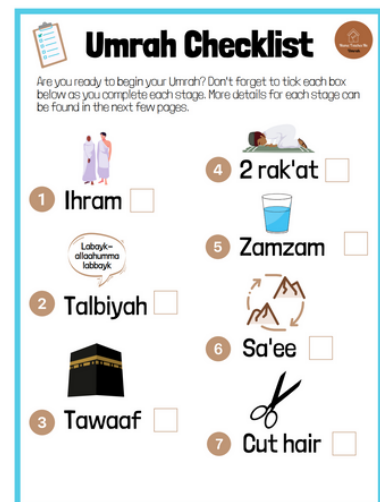 Umrah Checklist
Are you ready to begin your Umrah? Don't forget to tick each box
below as you complete each stage. More details for each stage can
be found in the next few pages.
1 Ihram
Labayk-
allaahumma
labbayk
2 Talbiyah
3 Tawaaf
4 2 rak'at
5 Zamzam
6 Sa'ee
7 Cut hair